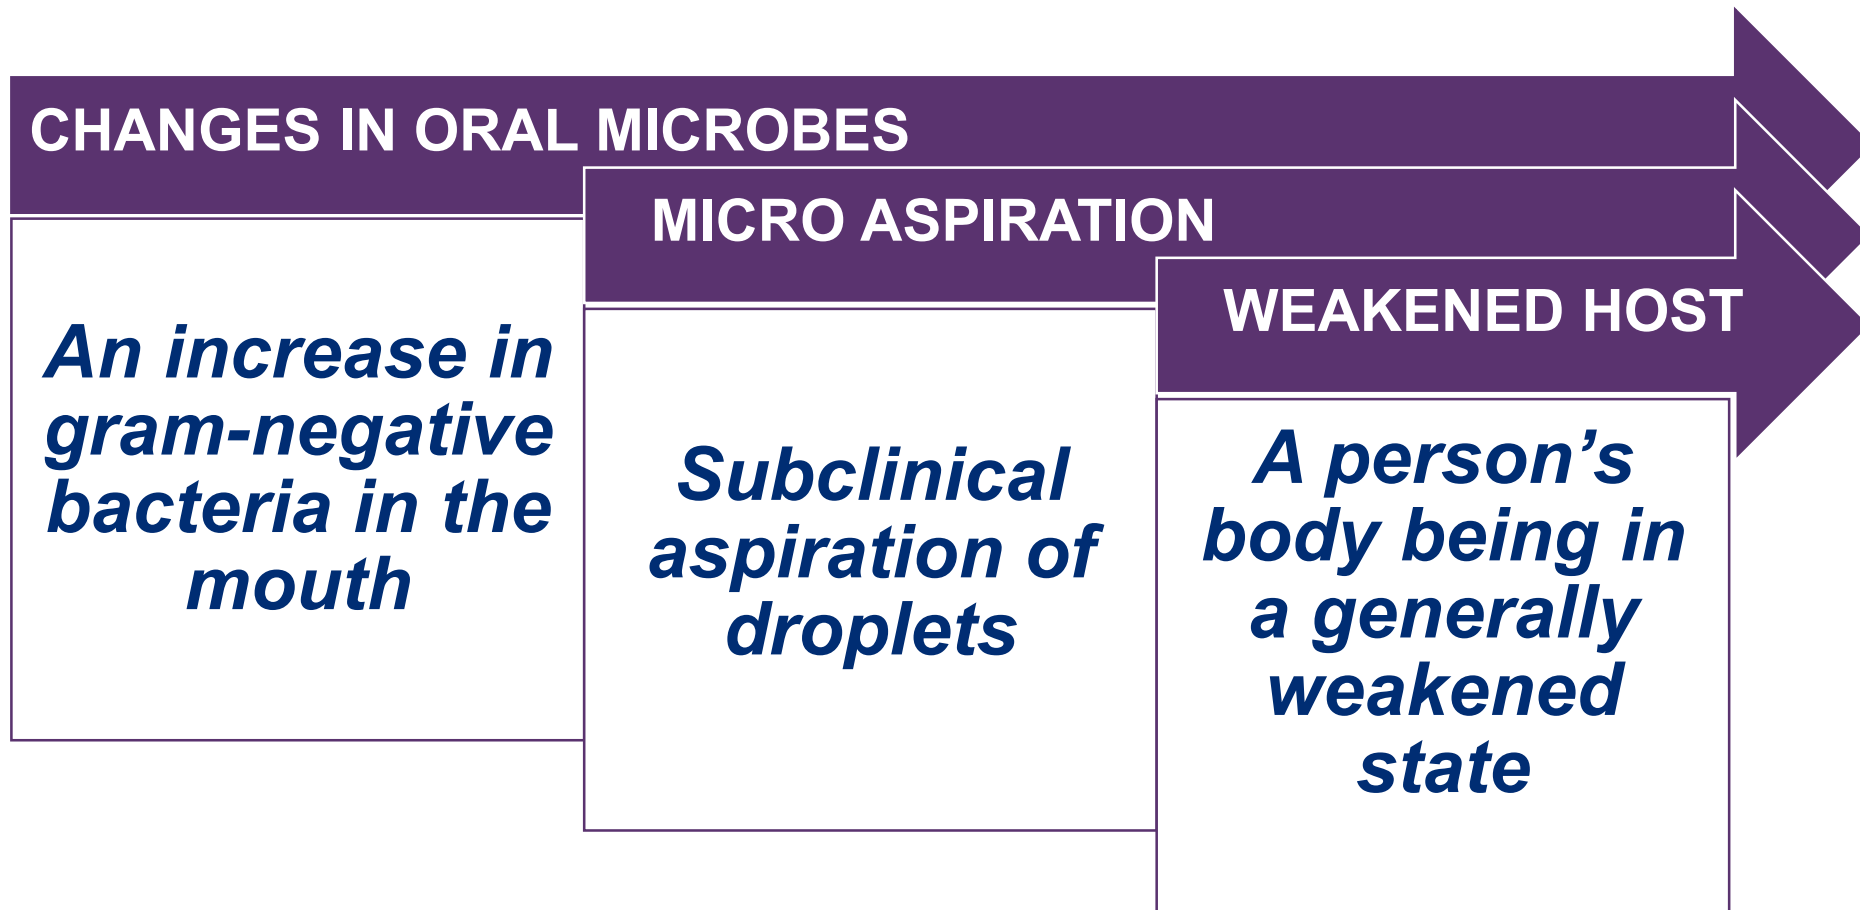 CHANGES IN ORAL MICROBES
An increase in
gram-negative
bacteria in the
mouth
MICRO ASPIRATION
Subclinical
aspiration of
droplets
WEAKENED HOST
A person’s
body being in
a generally
weakened
state